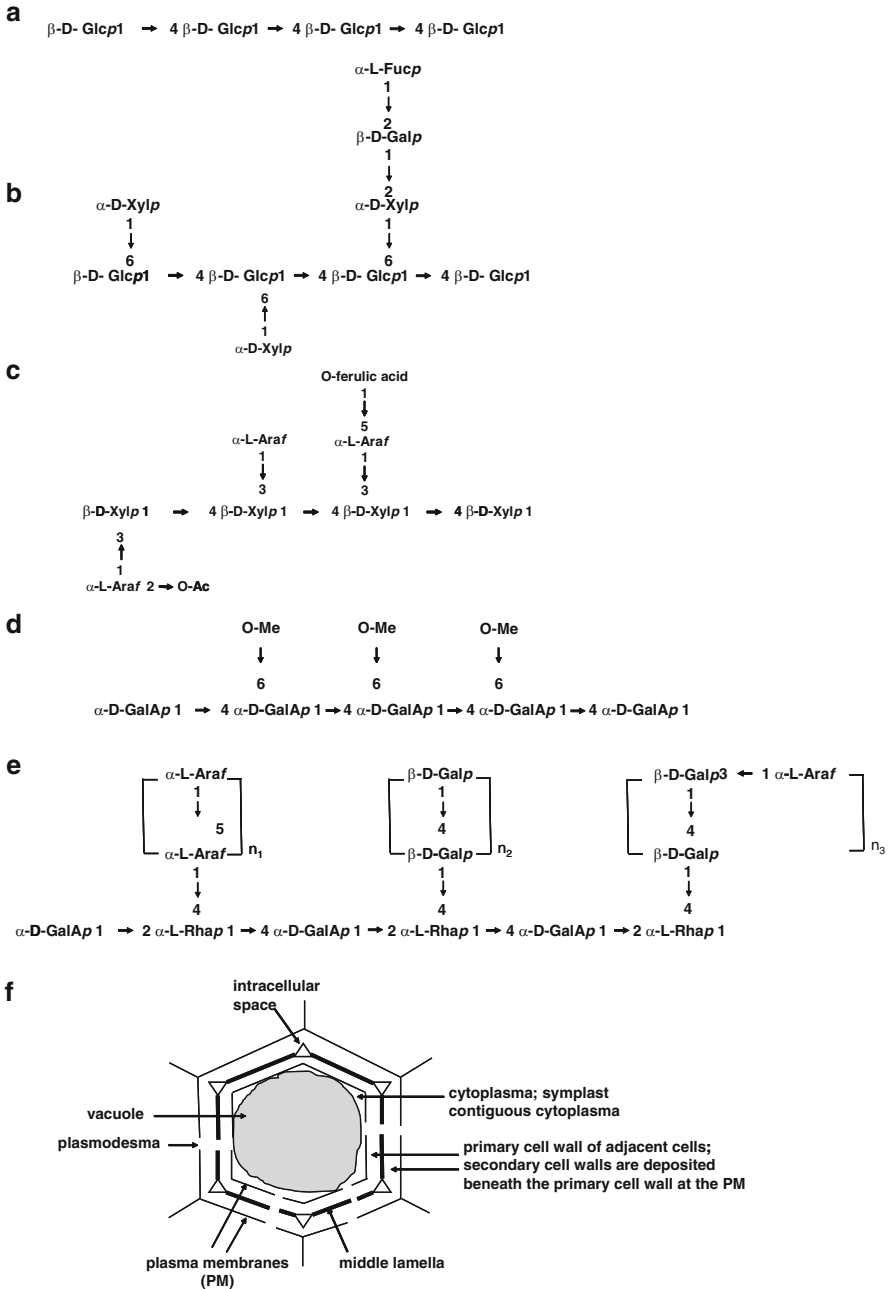 a
β-D- Glcp1 → 4 β-D- Glcp1 → 4 β-D- Glcp1 → 4 β-D- Glcp1
α-L-Fucp
1
↓
2
β-D-Galp
1
↓
2
b
α-D-Xylp α-D-Xylp
1 1
↓ ↓
6 6
β-D- Glcp1 → 4 β-D- Glcp1 → 4 β-D- Glcp1 → 4 β-D- Glcp1
6
↑
1
α-D-Xylp
c
O-ferulic acid
1
↓
5
α-L-Araf α-L-Araf
1 1
↓ ↓
3 3
β-D-Xylp 1 → 4 β-D-Xylp 1 → 4 β-D-Xylp 1 → 4 β-D-Xylp 1
3
↑
1
α-L-Araf 2 → O-Ac
d
O-Me O-Me O-Me
↓ ↓ ↓
6 6 6
α-D-GalAp 1 → 4 α-D-GalAp 1 → 4 α-D-GalAp 1 → 4 α-D-GalAp 1 → 4 α-D-GalAp 1
e
α-L-Araf β-D-Galp β-D-Galp3 ← 1 α-L-Araf
1 1 1
↓ ↓ ↓
5 4 4
α-L-Araf n1 β-D-Galp n2 β-D-Galp n3
1 1 1
↓ ↓ ↓
4 4 4
α-D-GalAp 1 → 2 α-L-Rhap 1 → 4 α-D-GalAp 1 → 2 α-L-Rhap 1 → 4 α-D-GalAp 1 → 2 α-L-Rhap 1
f
intracellular
space
cytoplasma; symplast
contiguous cytoplasma
vacuole
plasmodesma
primary cell wall of adjacent cells;
secondary cell walls are deposited
beneath the primary cell wall at the PM
plasma membranes
(PM)
middle lamella